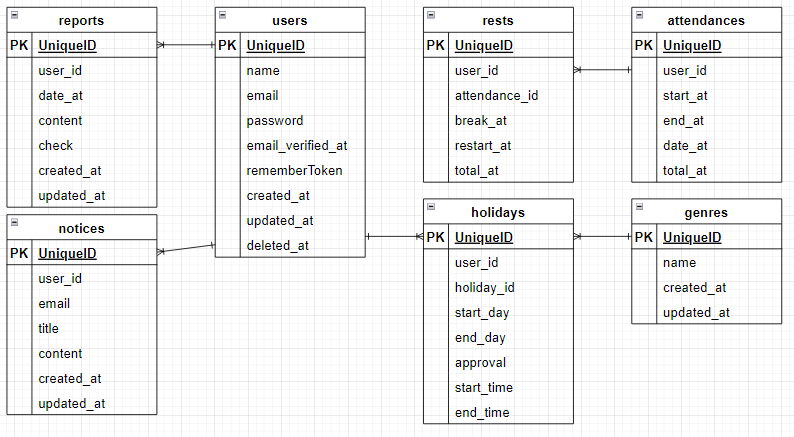 reports
PK UniqueID
user_id
date_at
content
check
created_at
updated_at
users
PK UniqueID
name
email
password
email_verified_at
rememberToken
created_at
updated_at
deleted_at
rests
PK UniqueID
user_id
attendance_id
break_at
restart_at
total_at
attendances
PK UniqueID
user_id
start_at
end_at
date_at
total_at
notices
PK UniqueID
user_id
email
title
content
created_at
updated_at
holidays
PK UniqueID
user_id
holiday_id
start_day
end_day
approval
start_time
end_time
genres
PK UniqueID
name
created_at
updated_at